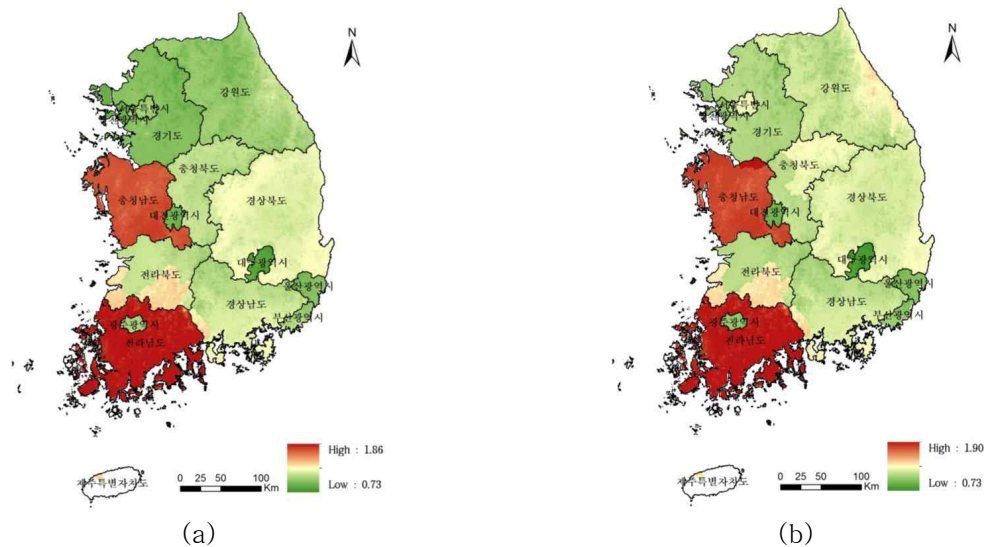 N
강원도
경기도
충청북도
충청남도
대전광역시
경상북도
전라북도
대구광역시
울산광역시
경상남도
부산광역시
광주광역시
전라남도
제주특별자치도
0 25 50 100
Km
High : 1.86
Low : 0.73
(a)
N
강원도
경기도
충청북도
충청남도
대전광역시
경상북도
전라북도
대구광역시
울산광역시
경상남도
부산광역시
광주광역시
전라남도
제주특별자치도
0 25 50 100
Km
High : 1.90
Low : 0.73
(b)